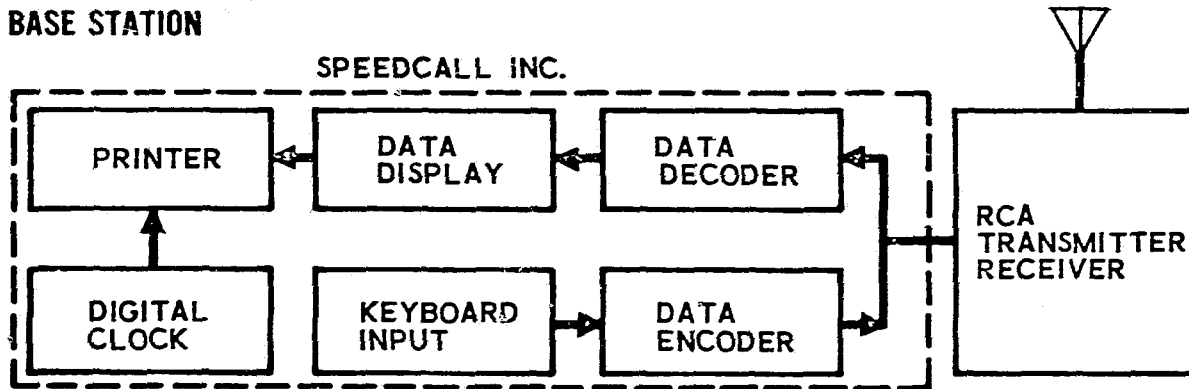 BASE STATION
SPEEDCALL INC.
PRINTER
DATA
DISPLAY
DATA
DECODER
RCA
TRANSMITTER
RECEIVER
DIGITAL
CLOCK
KEYBOARD
INPUT
DATA
ENCODER